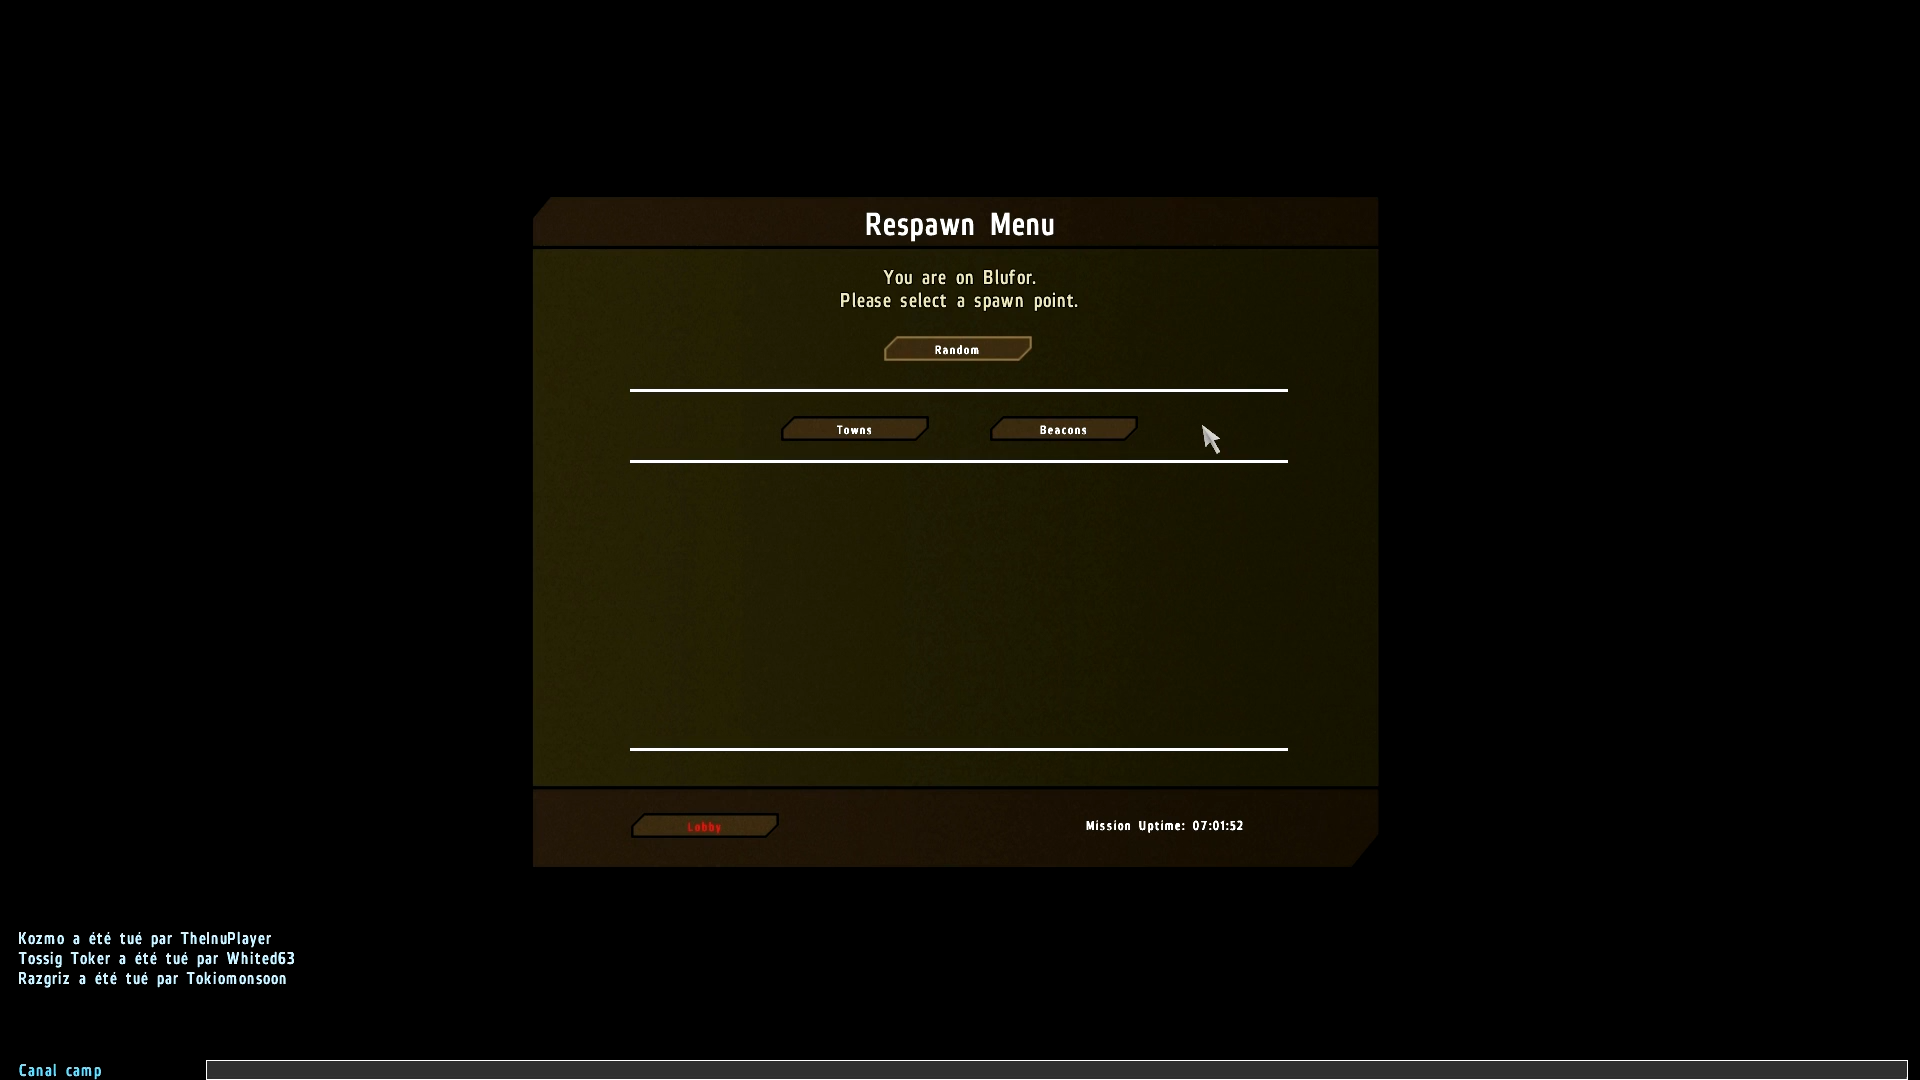 Respawn Menu
You are on Blufor.
Please select a spawn point.
Random
Towns Beacons
Lobby Mission Uptime: 07:01:52
Kozmo a été tué par TheInuPlayer
Tossig Toker a été tué par Whited63
Razgriz a été tué par Tokiomonsoon
Canal camp